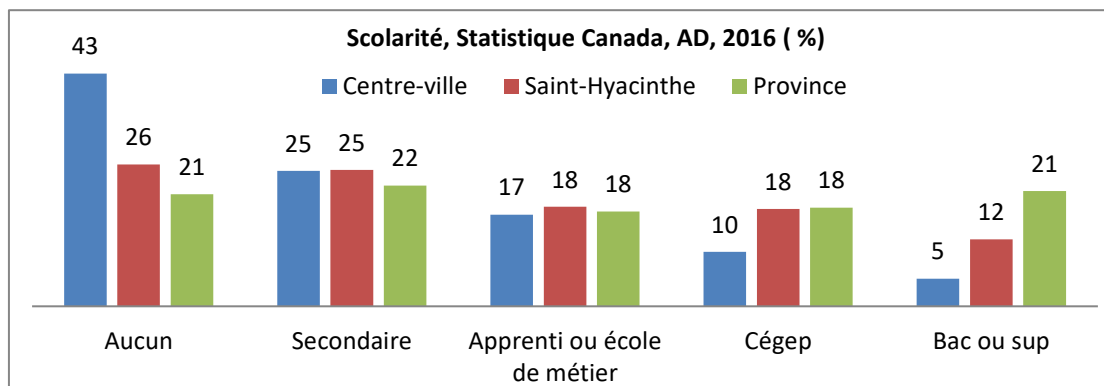 Scolarité, Statistique Canada, AD, 2016 ( %)
Centre-ville Saint-Hyacinthe Province
43 26 21
25 25 22
17 18 18
10 18 18
5 12 21
Aucun
Secondaire
Apprenti ou école
de métier
Cégep
Bac ou sup